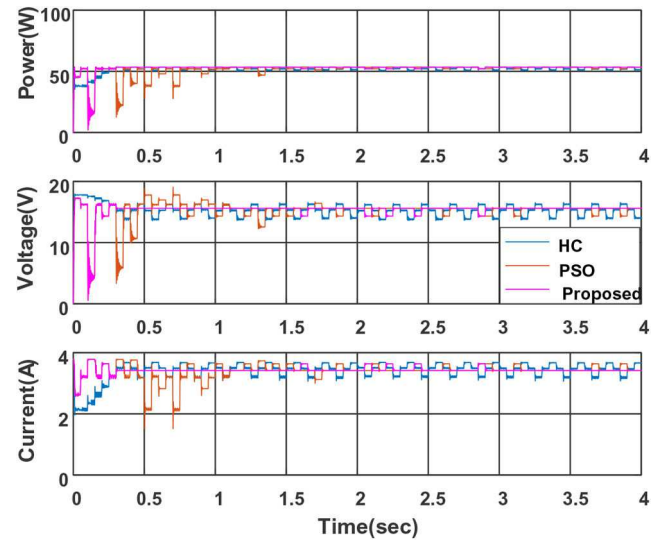 Power(W)
100
50
0
0 0.5 1 1.5 2 2.5 3 3.5 4
Voltage(V)
20
10
0
0 0.5 1 1.5 2 2.5 3 3.5 4
HC
PSO
Proposed
Current(A)
4
2
0
0 0.5 1 1.5 2 2.5 3 3.5 4
Time(sec)